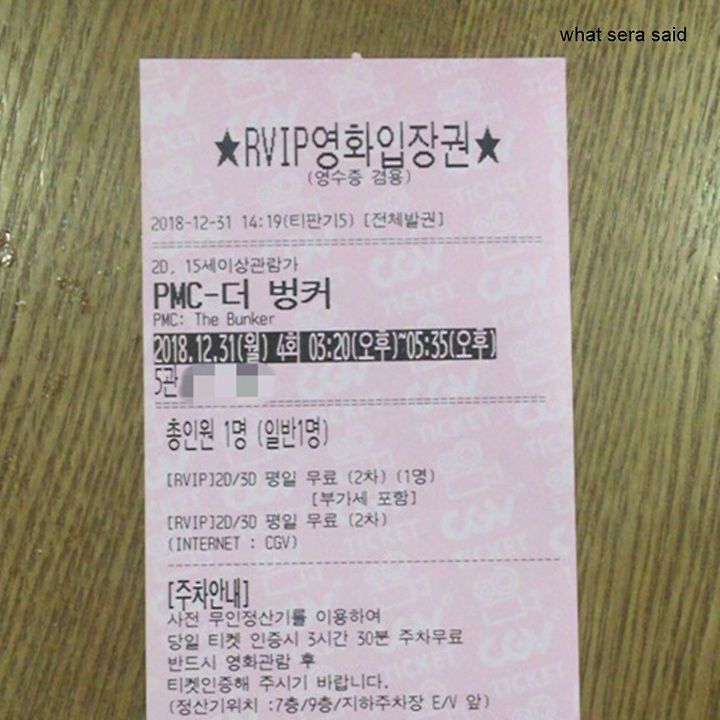 what sera said
★RVIP영화입장권★
(영수증 겸용)
2018-12-31 14:19(티판기5) [전체발권]
2D, 15세이상관람가
PMC-더 벙커
PMC: The Bunker
2018.12.31(월) 4회 03:20(오후)~05:35(오후)
5관
총인원 1명 (일반1명)
[RVIP]2D/3D 평일 무료 (2차) (1명)
[부가세 포함]
[RVIP]2D/3D 평일 무료 (2차)
(INTERNET : CGV)
[주차안내]
사전 무인정산기를 이용하여
당일 티켓 인증시 3시간 30분 주차무료
반드시 영화관람 후
티켓인증해 주시기 바랍니다.
(정산기위치 :7층/9층/지하주차장 E/V 앞)